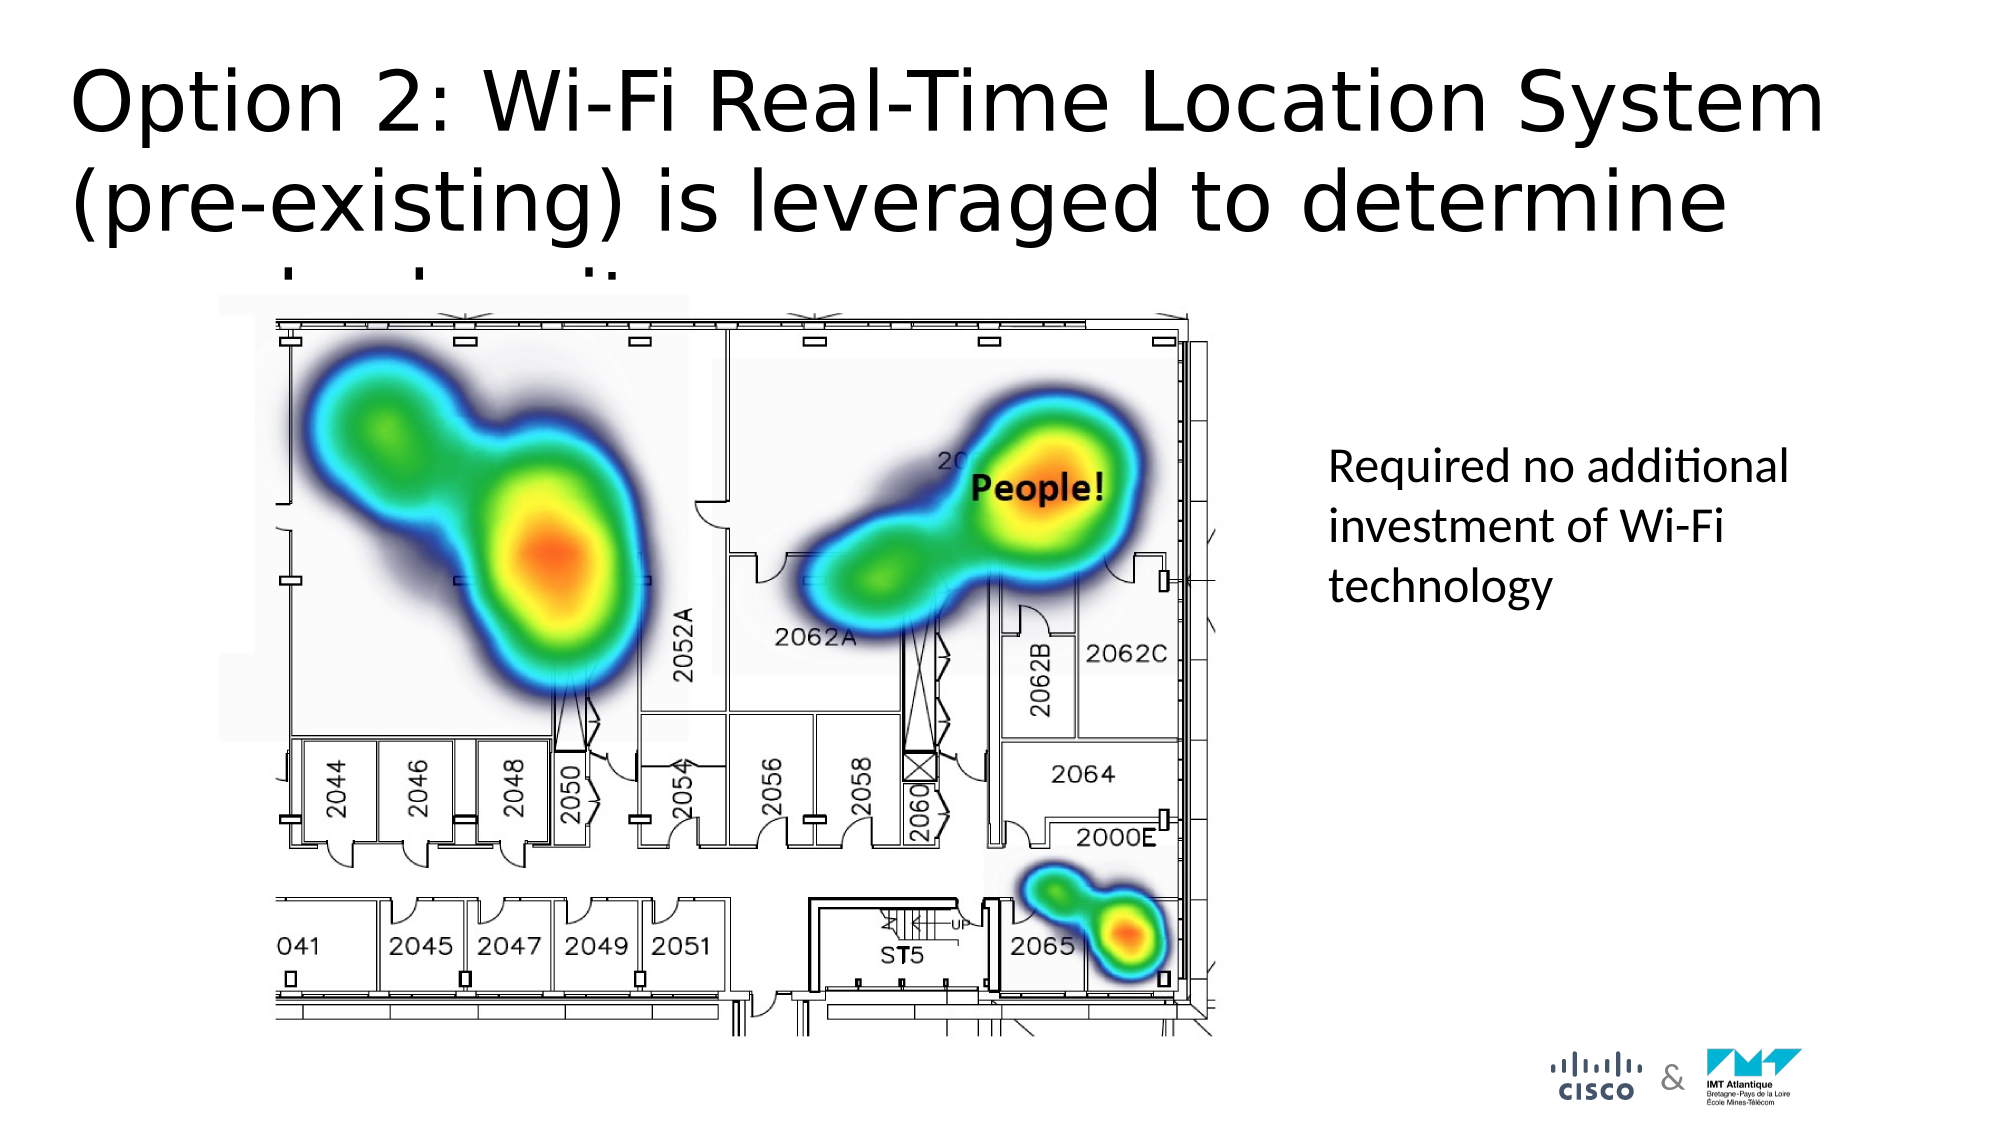 Option 2: Wi-Fi Real-Time Location System
(pre-existing) is leveraged to determine
People!
Required no additional
investment of Wi-Fi
technology
2052A
2062A
2062B
2062C
2044
2046
2048
2050
2054
2056
2058
2060
2064
2000E
041
2045
2047
2049
2051
UP
ST5
2065
CISCO
&
IMT Atlantique
Bretagne-Pays de la Loire
École Mines-Télécom